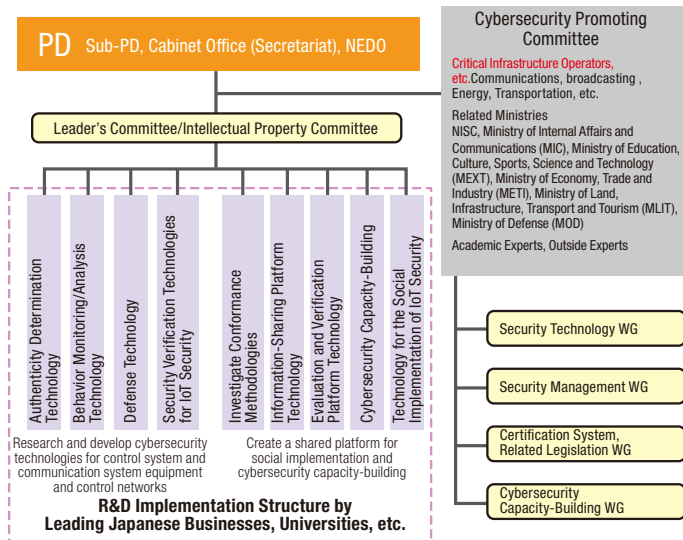 PD Sub-PD, Cabinet Office (Secretariat), NEDO
Leader's Committee/Intellectual Property Committee
Authenticity Determination
Technology
Behavior Monitoring/Analysis
Technology
Defense Technology
Security Verification Technologies
for IoT Security
Investigate Conformance
Methodologies
Information-Sharing Platform
Technology
Evaluation and Verification
Platform Technology
Cybersecurity Capacity-Building
Technology for the Social
Implementation of IoT Security
Research and develop cybersecurity
technologies for control system and
communication system equipment
and control networks
Create a shared platform for
social implementation and
cybersecurity capacity-building
R&D Implementation Structure by
Leading Japanese Businesses, Universities, etc.
Cybersecurity Promoting
Committee
Critical Infrastructure Operators,
etc.Communications, broadcasting ,
Energy, Transportation, etc.
Related Ministries
NISC, Ministry of Internal Affairs and
Communications (MIC), Ministry of Education,
Culture, Sports, Science and Technology
(MEXT), Ministry of Economy, Trade and
Industry (METI), Ministry of Land,
Infrastructure, Transport and Tourism (MLIT),
Ministry of Defense (MOD)
Academic Experts, Outside Experts
Security Technology WG
Security Management WG
Certification System,
Related Legislation WG
Cybersecurity
Capacity-Building WG